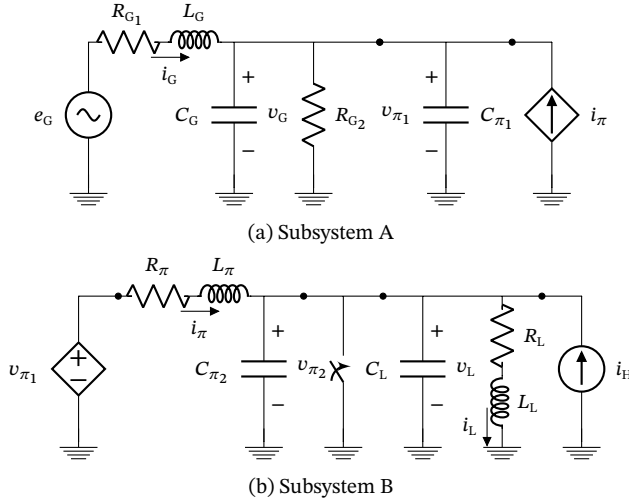 R_G1 L_G
i_G
e_G C_G + v_G − R_G2 v_π1 + − C_π1 i_π
(a) Subsystem A
R_π L_π
i_π
v_π1 + − C_π2 + v_π2 − C_L + v_L − R_L
L_L
i_L
i_H
(b) Subsystem B